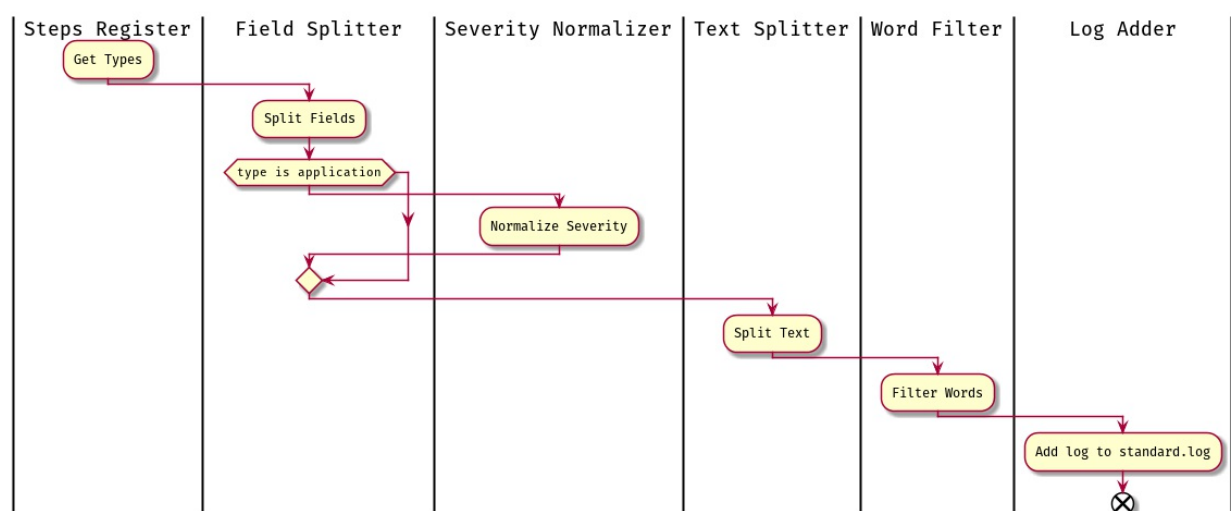 Steps Register Field Splitter Severity Normalizer Text Splitter Word Filter Log Adder
Get Types
Split Fields
type is application
Normalize Severity
Split Text
Filter Words
Add log to standard.log